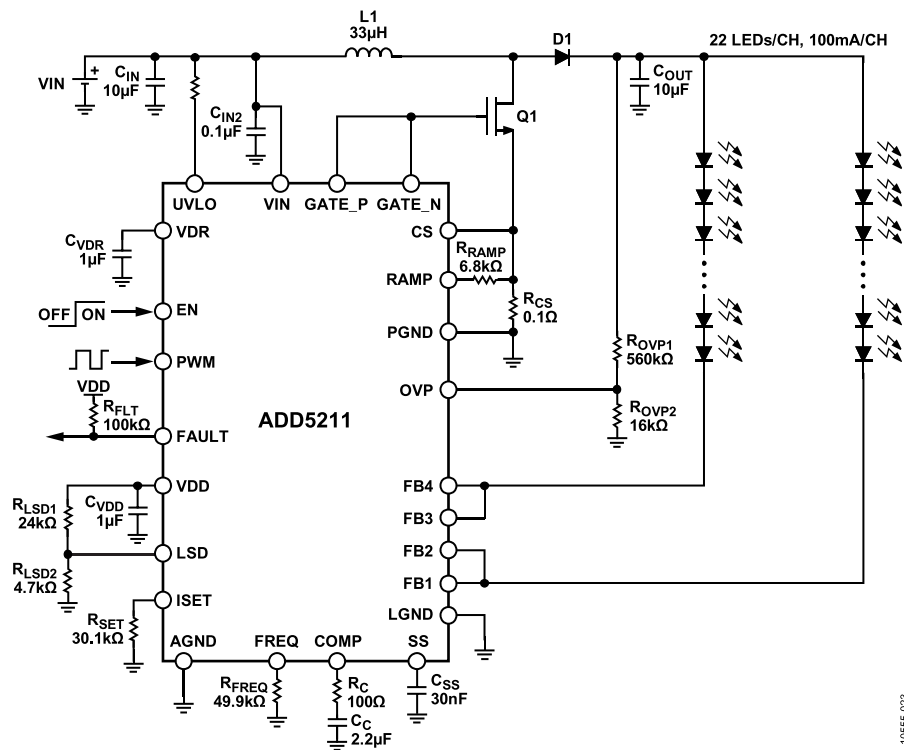 L1
33µH
D1
22 LEDs/CH, 100mA/CH
VIN
+
CIN
10µF
CIN2
0.1µF
COUT
10µF
Q1
UVLO
VIN
GATE_P
GATE_N
CVDR
1µF
VDR
CS
RRAMP
6.8kΩ
RAMP
RCS
0.1Ω
OFF
ON
EN
PGND
PWM
ROVP1
560kΩ
OVP
VDD
RFLT
100kΩ
FAULT
ADD5211
ROVP2
16kΩ
VDD
FB4
RLSD1
24kΩ
CVDD
1µF
FB3
LSD
FB2
RLSD2
4.7kΩ
FB1
ISET
LGND
RSET
30.1kΩ
AGND
FREQ
COMP
SS
RFREQ
49.9kΩ
RC
100Ω
CSS
30nF
CC
2.2µF
10555-023